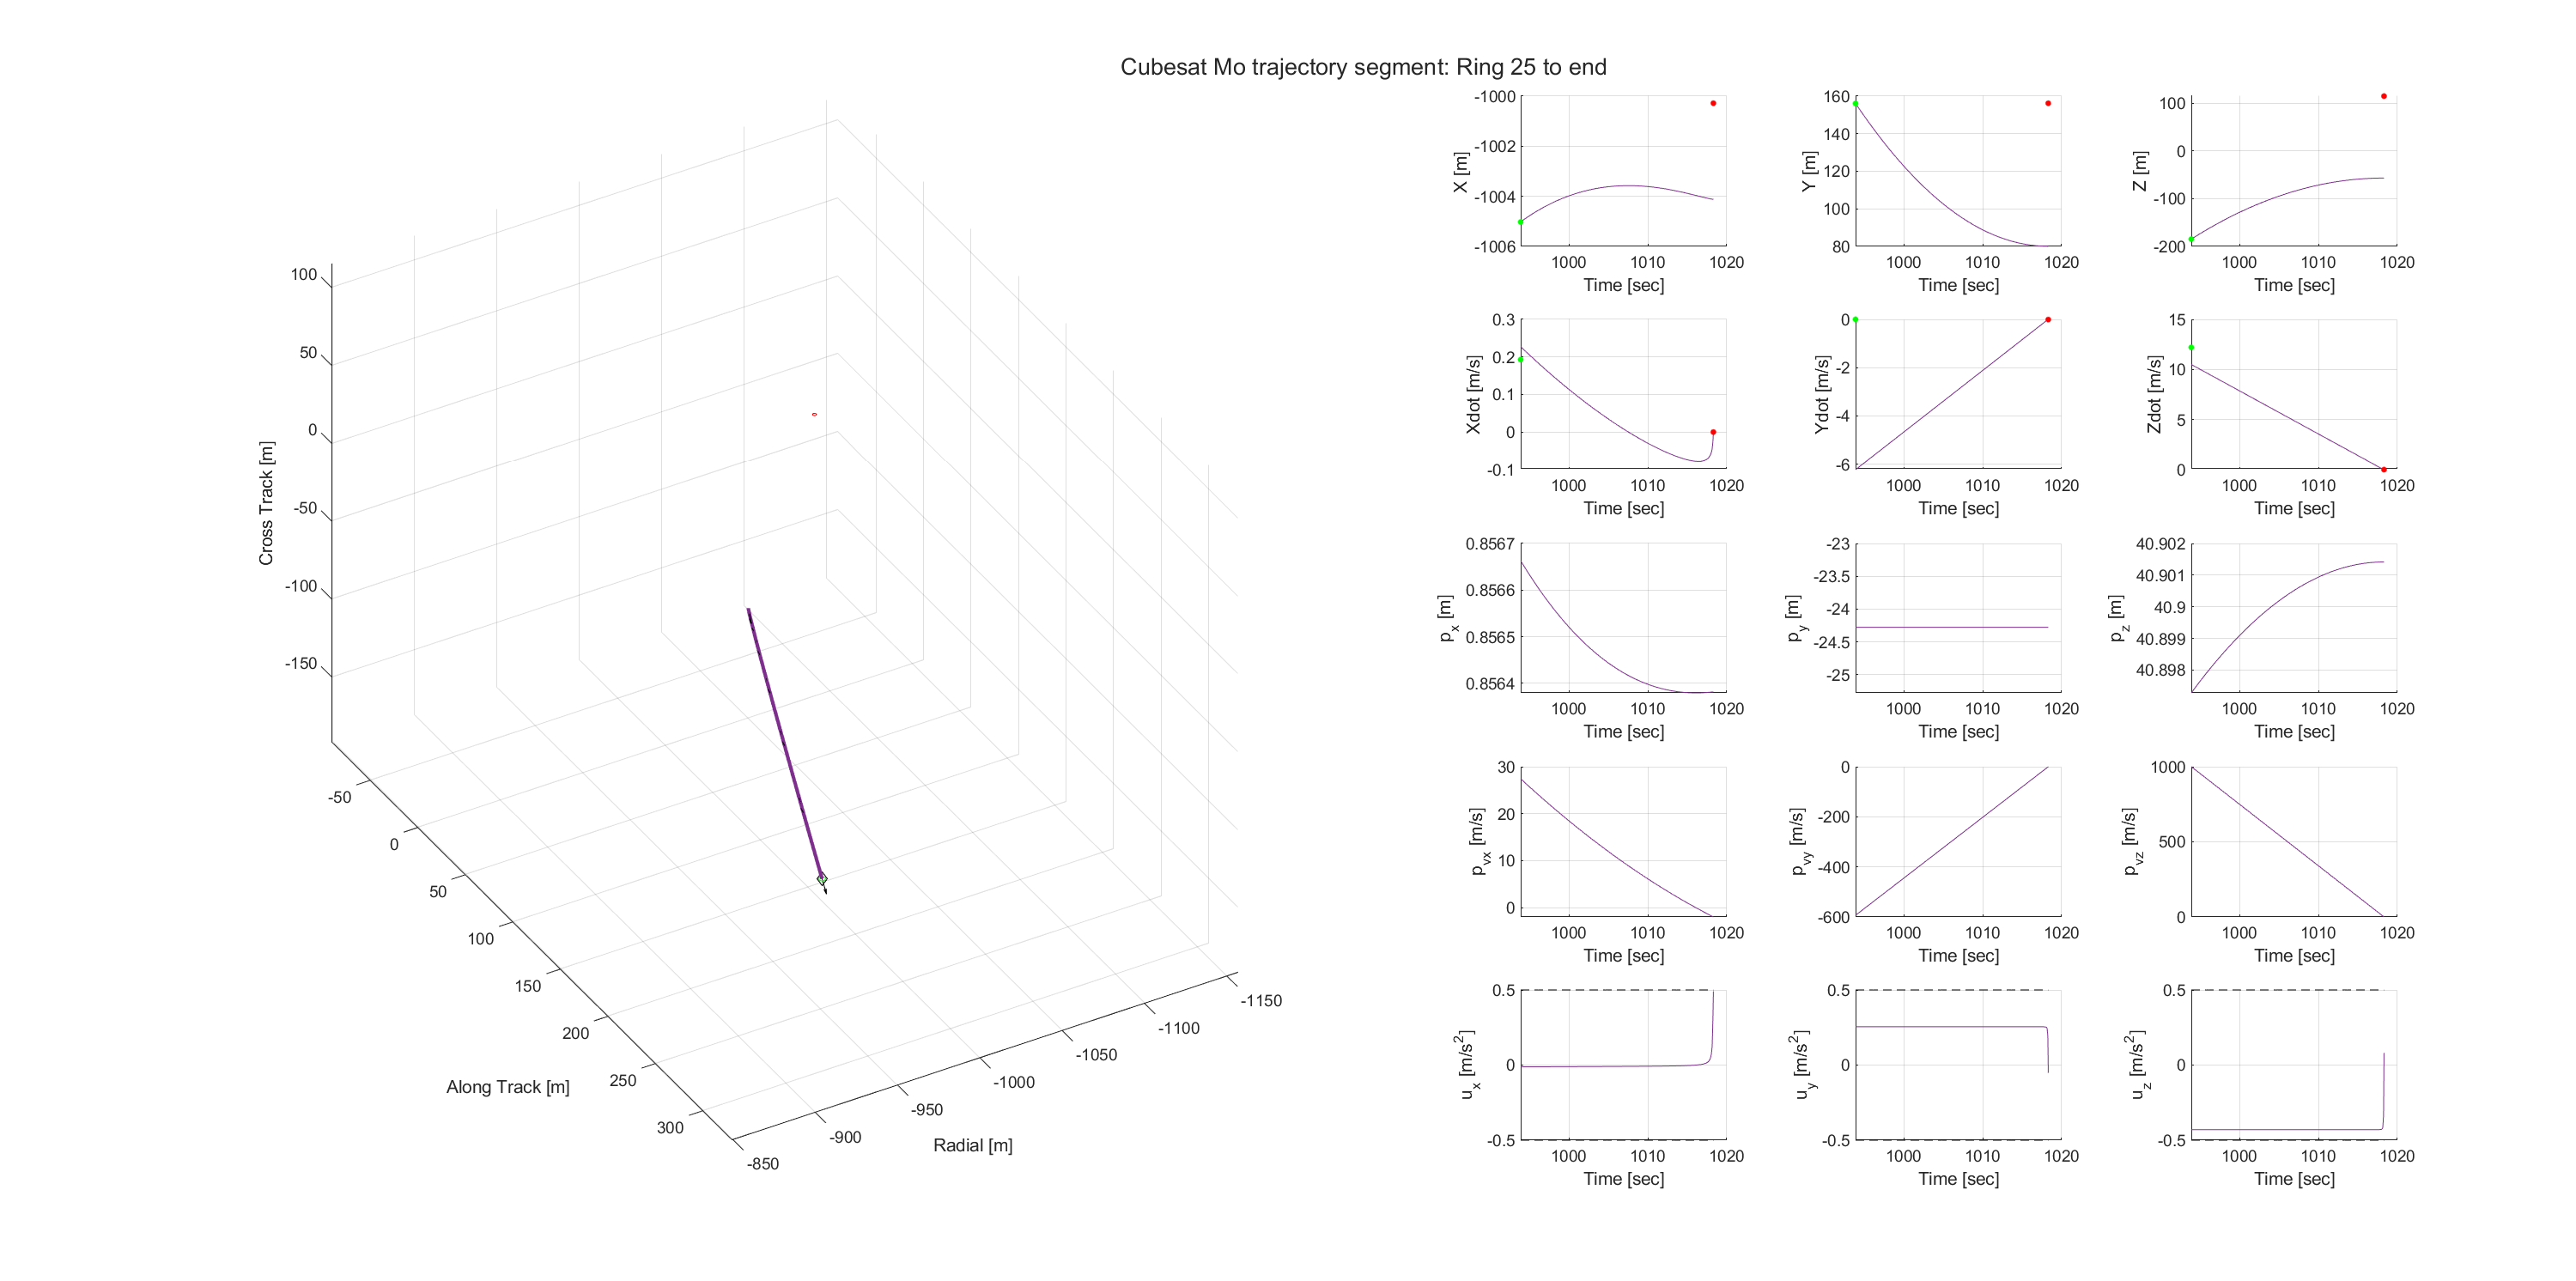 Cubesat Mo trajectory segment: Ring 25 to end
100
50
0
-50
-100
-150
Cross Track [m]
-50
0
50
100
150
200
250
300
Along Track [m]
-850
-900
-950
-1000
-1050
-1100
-1150
Radial [m]
-1000
-1002
-1004
-1006
X [m]
1000 1010 1020
Time [sec]
160
140
120
100
80
Y [m]
1000 1010 1020
Time [sec]
100
0
-100
-200
Z [m]
1000 1010 1020
Time [sec]
0.3
0.2
0.1
0
-0.1
Xdot [m/s]
1000 1010 1020
Time [sec]
0
-2
-4
-6
Ydot [m/s]
1000 1010 1020
Time [sec]
15
10
5
0
Zdot [m/s]
1000 1010 1020
Time [sec]
0.8567
0.8566
0.8565
0.8564
p_x [m]
1000 1010 1020
Time [sec]
-23
-23.5
-24
-24.5
-25
p_y [m]
1000 1010 1020
Time [sec]
40.902
40.901
40.9
40.899
40.898
p_z [m]
1000 1010 1020
Time [sec]
30
20
10
0
p_vx [m/s]
1000 1010 1020
Time [sec]
0
-200
-400
-600
p_vy [m/s]
1000 1010 1020
Time [sec]
1000
500
0
p_vz [m/s]
1000 1010 1020
Time [sec]
0.5
0
-0.5
u_x [m/s²]
1000 1010 1020
Time [sec]
0.5
0
-0.5
u_y [m/s²]
1000 1010 1020
Time [sec]
0.5
0
-0.5
u_z [m/s²]
1000 1010 1020
Time [sec]